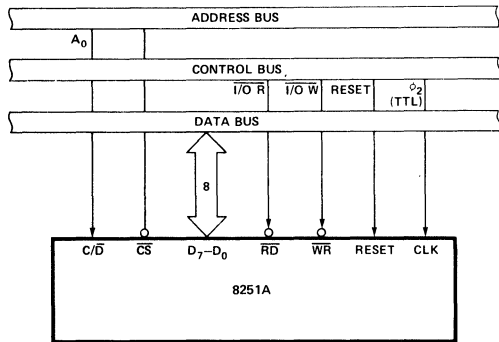 ADDRESS BUS
A₀
CONTROL BUS
I/O R I/O W RESET ϕ₂
(TTL)
DATA BUS
8
C/D CS D₇–D₀ RD WR RESET CLK
8251A